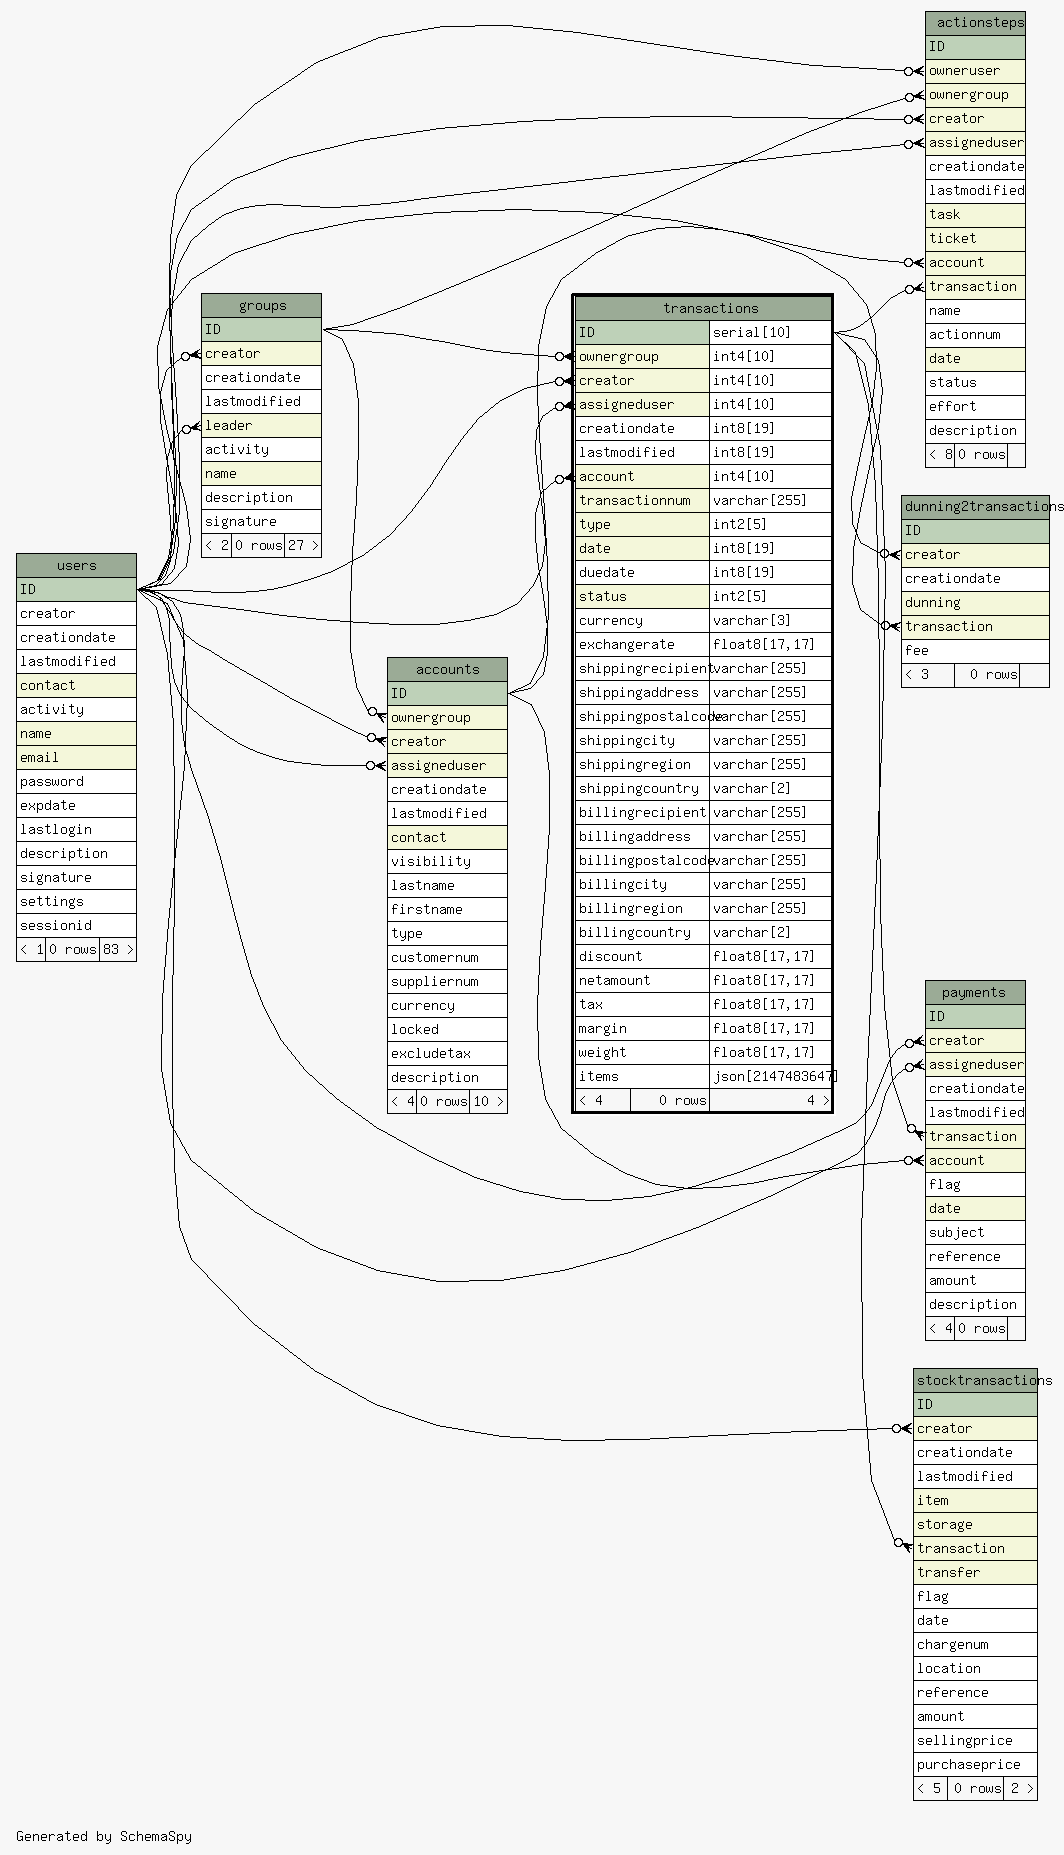 actionsteps
ID
owneruser
ownergroup
creator
assigneduser
creationdate
lastmodified
task
ticket
account
transaction
name
actionnum
date
status
effort
description
< 8 0 rows
groups
ID
creator
creationdate
lastmodified
leader
activity
name
description
signature
< 2 0 rows 27 >
transactions
ID serial[10]
ownergroup int4[10]
creator int4[10]
assigneduser int4[10]
creationdate int8[19]
lastmodified int8[19]
account int4[10]
transactionnum varchar[255]
type int2[5]
date int8[19]
duedate int8[19]
status int2[5]
currency varchar[3]
exchangerate float8[17,17]
shippingrecipient varchar[255]
shippingaddress varchar[255]
shippingpostalcode varchar[255]
shippingcity varchar[255]
shippingregion varchar[255]
shippingcountry varchar[2]
billingrecipient varchar[255]
billingaddress varchar[255]
billingpostalcode varchar[255]
billingcity varchar[255]
billingregion varchar[255]
billingcountry varchar[2]
discount float8[17,17]
netamount float8[17,17]
tax float8[17,17]
margin float8[17,17]
weight float8[17,17]
items json[2147483647]
< 4 0 rows 4 >
dunning2transactions
ID
creator
creationdate
dunning
transaction
fee
< 3 0 rows
users
ID
creator
creationdate
lastmodified
contact
activity
name
email
password
expdate
lastlogin
description
signature
settings
sessionid
< 1 0 rows 83 >
accounts
ID
ownergroup
creator
assigneduser
creationdate
lastmodified
contact
visibility
lastname
firstname
type
customernum
suppliernum
currency
locked
excludetax
description
< 4 0 rows 10 >
payments
ID
creator
assigneduser
creationdate
lastmodified
transaction
account
flag
date
subject
reference
amount
description
< 4 0 rows
stocktransactions
ID
creator
creationdate
lastmodified
item
storage
transaction
transfer
flag
date
chargenum
location
reference
amount
sellingprice
purchaseprice
< 5 0 rows 2 >
Generated by SchemaSpy